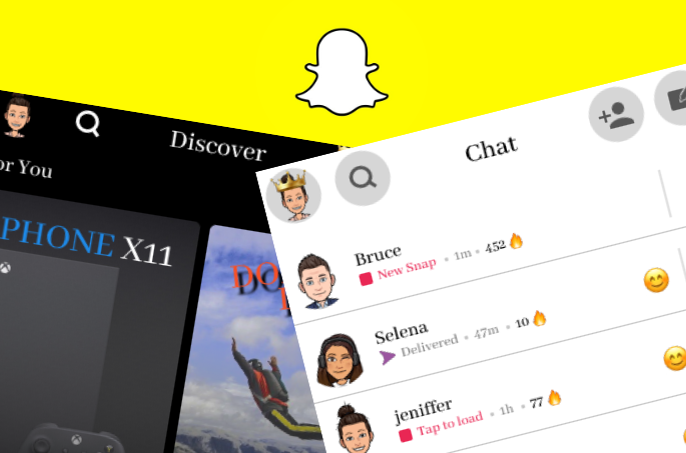 Discover
or You
PHONE X11
DO
Chat
Bruce
New Snap • 1m • 452 🔥
Selena
Delivered • 47m • 10 🔥
jeniffer
Tap to load • 1h • 77 🔥